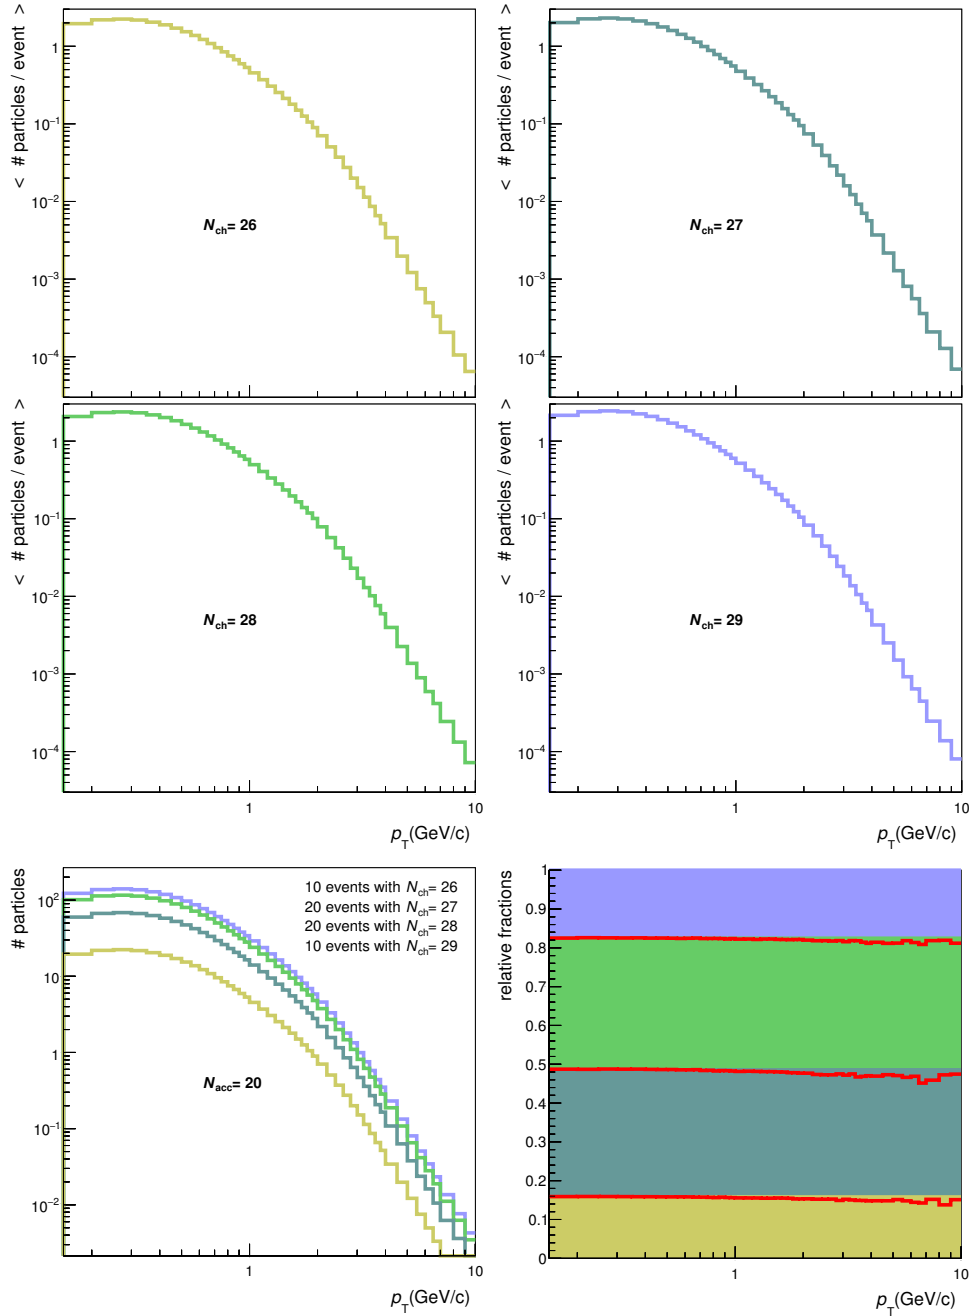 < # particles / event >
1
10⁻¹
10⁻²
10⁻³
10⁻⁴
N_ch= 26
< # particles / event >
1
10⁻¹
10⁻²
10⁻³
10⁻⁴
N_ch= 27
< # particles / event >
1
10⁻¹
10⁻²
10⁻³
10⁻⁴
N_ch= 28
1
10
p_T(GeV/c)
< # particles / event >
1
10⁻¹
10⁻²
10⁻³
10⁻⁴
N_ch= 29
1
10
p_T(GeV/c)
# particles
10²
10
1
10⁻¹
10⁻²
10 events with N_ch= 26
20 events with N_ch= 27
20 events with N_ch= 28
10 events with N_ch= 29
N_acc= 20
1
10
p_T(GeV/c)
relative fractions
1
0.9
0.8
0.7
0.6
0.5
0.4
0.3
0.2
0.1
0
1
10
p_T(GeV/c)